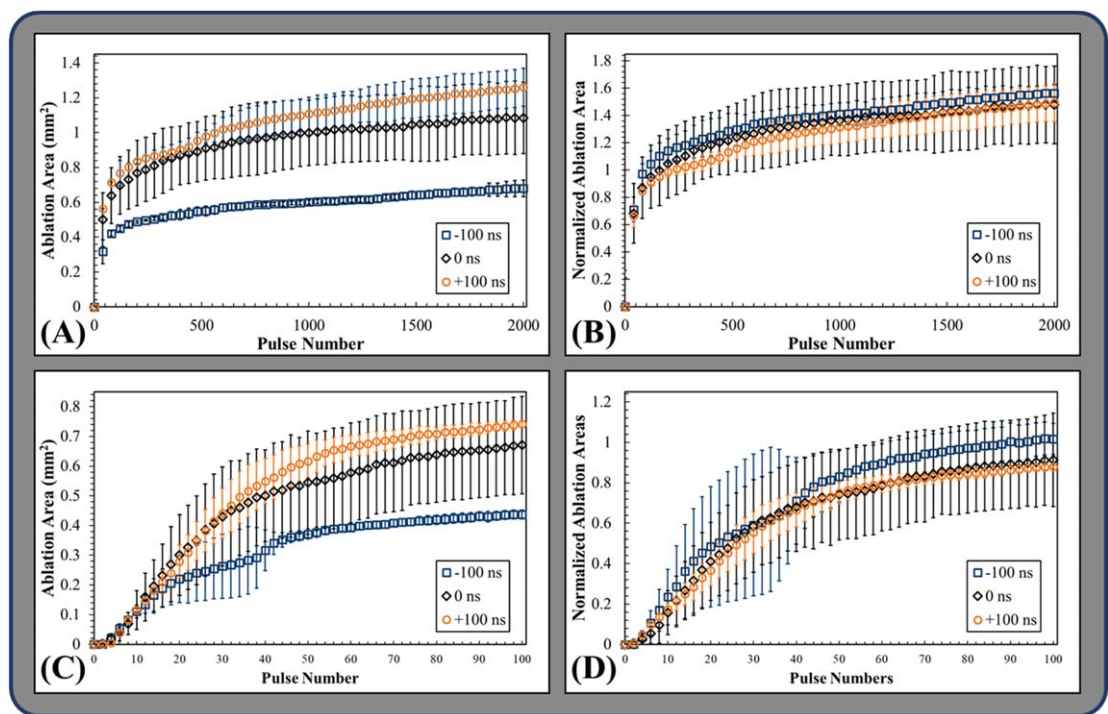 1.4
1.2
1
0.8
0.6
0.4
0.2
0
Ablation Area (mm²)
-100 ns
0 ns
+100 ns
0 500 1000 1500 2000
(A) Pulse Number
1.8
1.6
1.4
1.2
1
0.8
0.6
0.4
0.2
0
Normalized Ablation Area
-100 ns
0 ns
+100 ns
0 500 1000 1500 2000
(B) Pulse Number
0.8
0.7
0.6
0.5
0.4
0.3
0.2
0.1
0
Ablation Area (mm²)
-100 ns
0 ns
+100 ns
0 10 20 30 40 50 60 70 80 90 100
(C) Pulse Number
1.2
1
0.8
0.6
0.4
0.2
0
Normalized Ablation Areas
-100 ns
0 ns
+100 ns
0 10 20 30 40 50 60 70 80 90 100
(D) Pulse Numbers